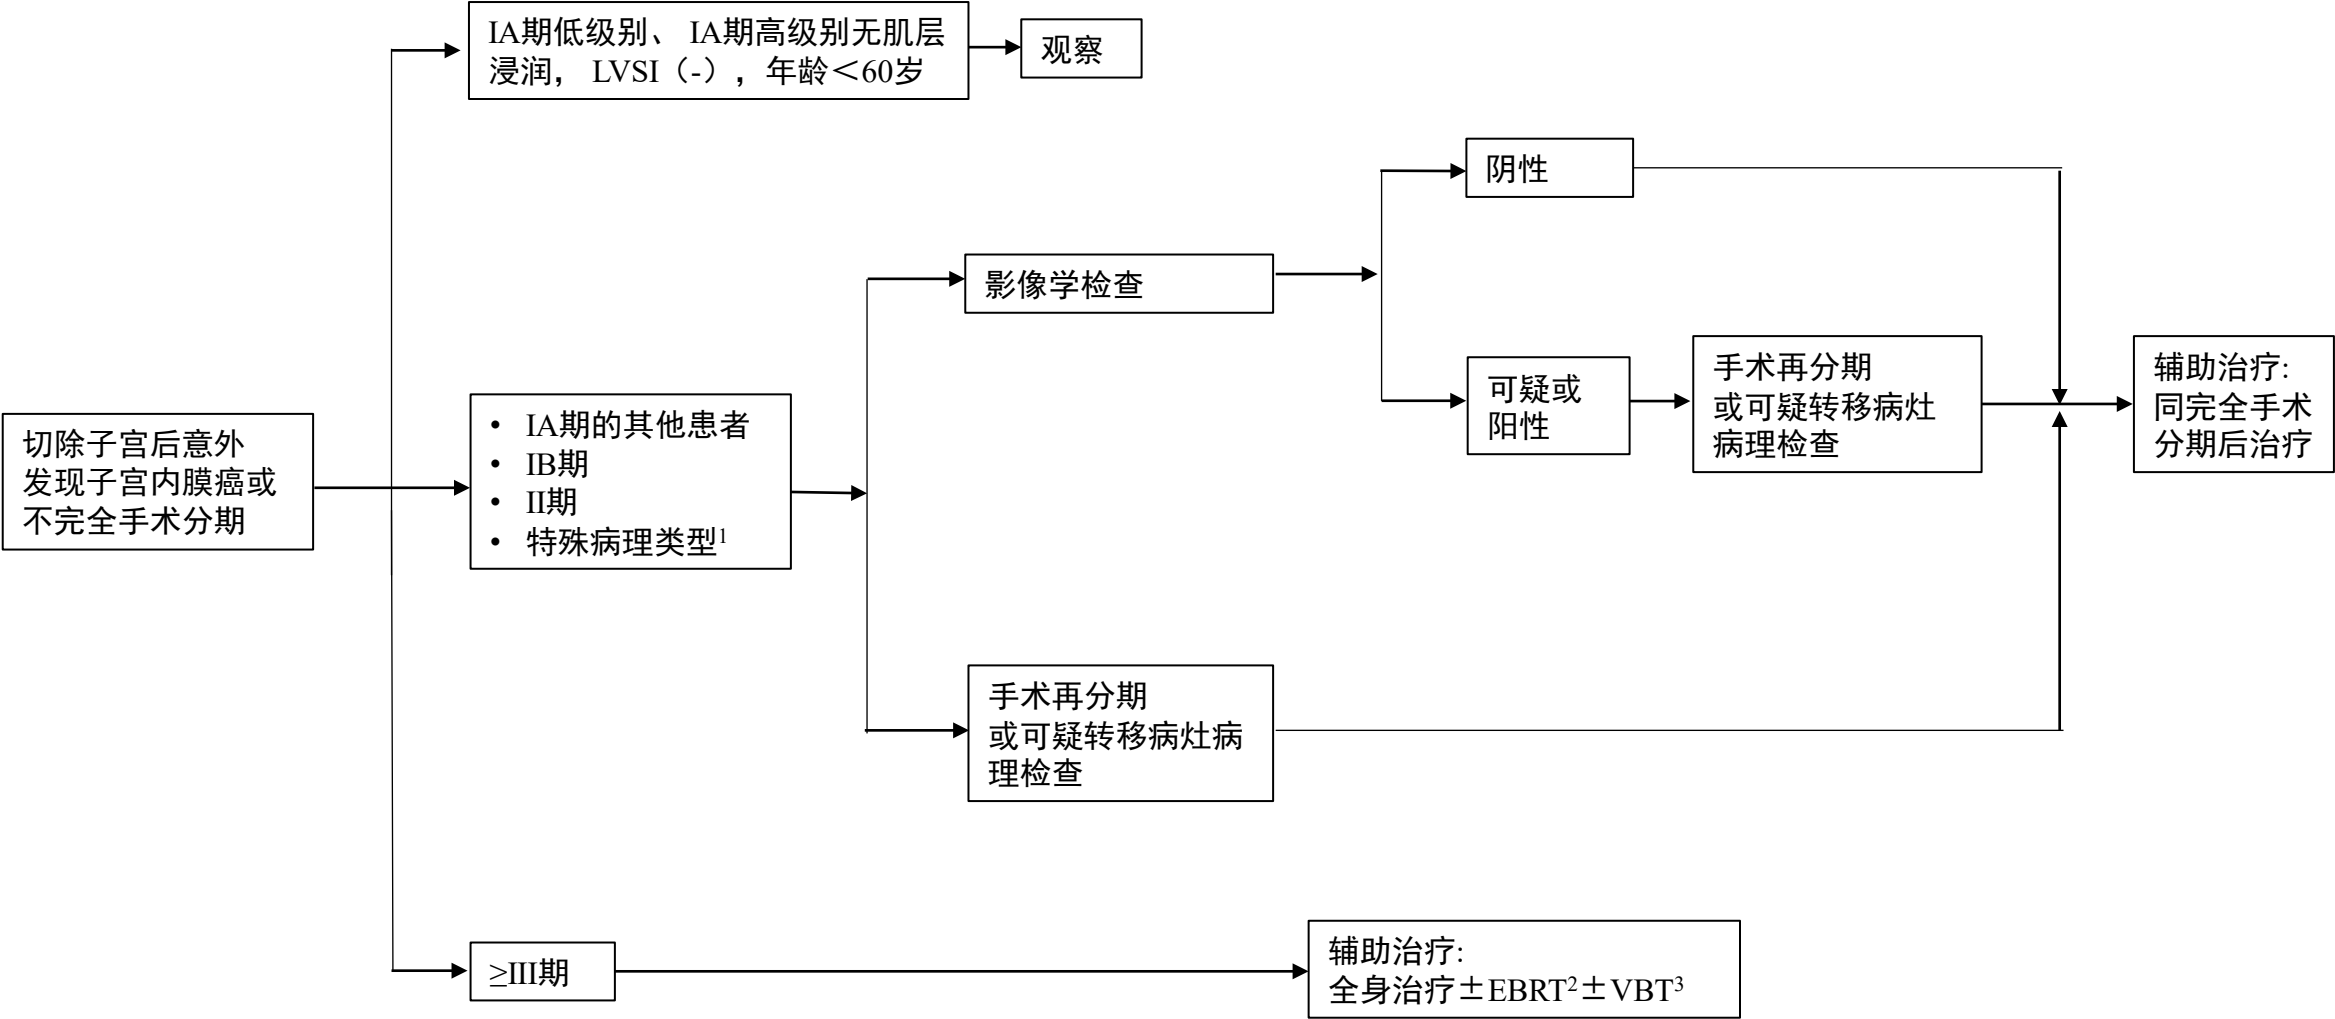 IA期低级别、 IA期高级别无肌层
浸润， LVSI（-），年龄＜60岁
观察
阴性
影像学检查
可疑或
阳性
手术再分期
或可疑转移病灶
病理检查
辅助治疗:
同完全手术
分期后治疗
切除子宫后意外
发现子宫内膜癌或
不完全手术分期
• IA期的其他患者
• IB期
• II期
• 特殊病理类型¹
手术再分期
或可疑转移病灶病
理检查
≥III期
辅助治疗:
全身治疗±EBRT²±VBT³